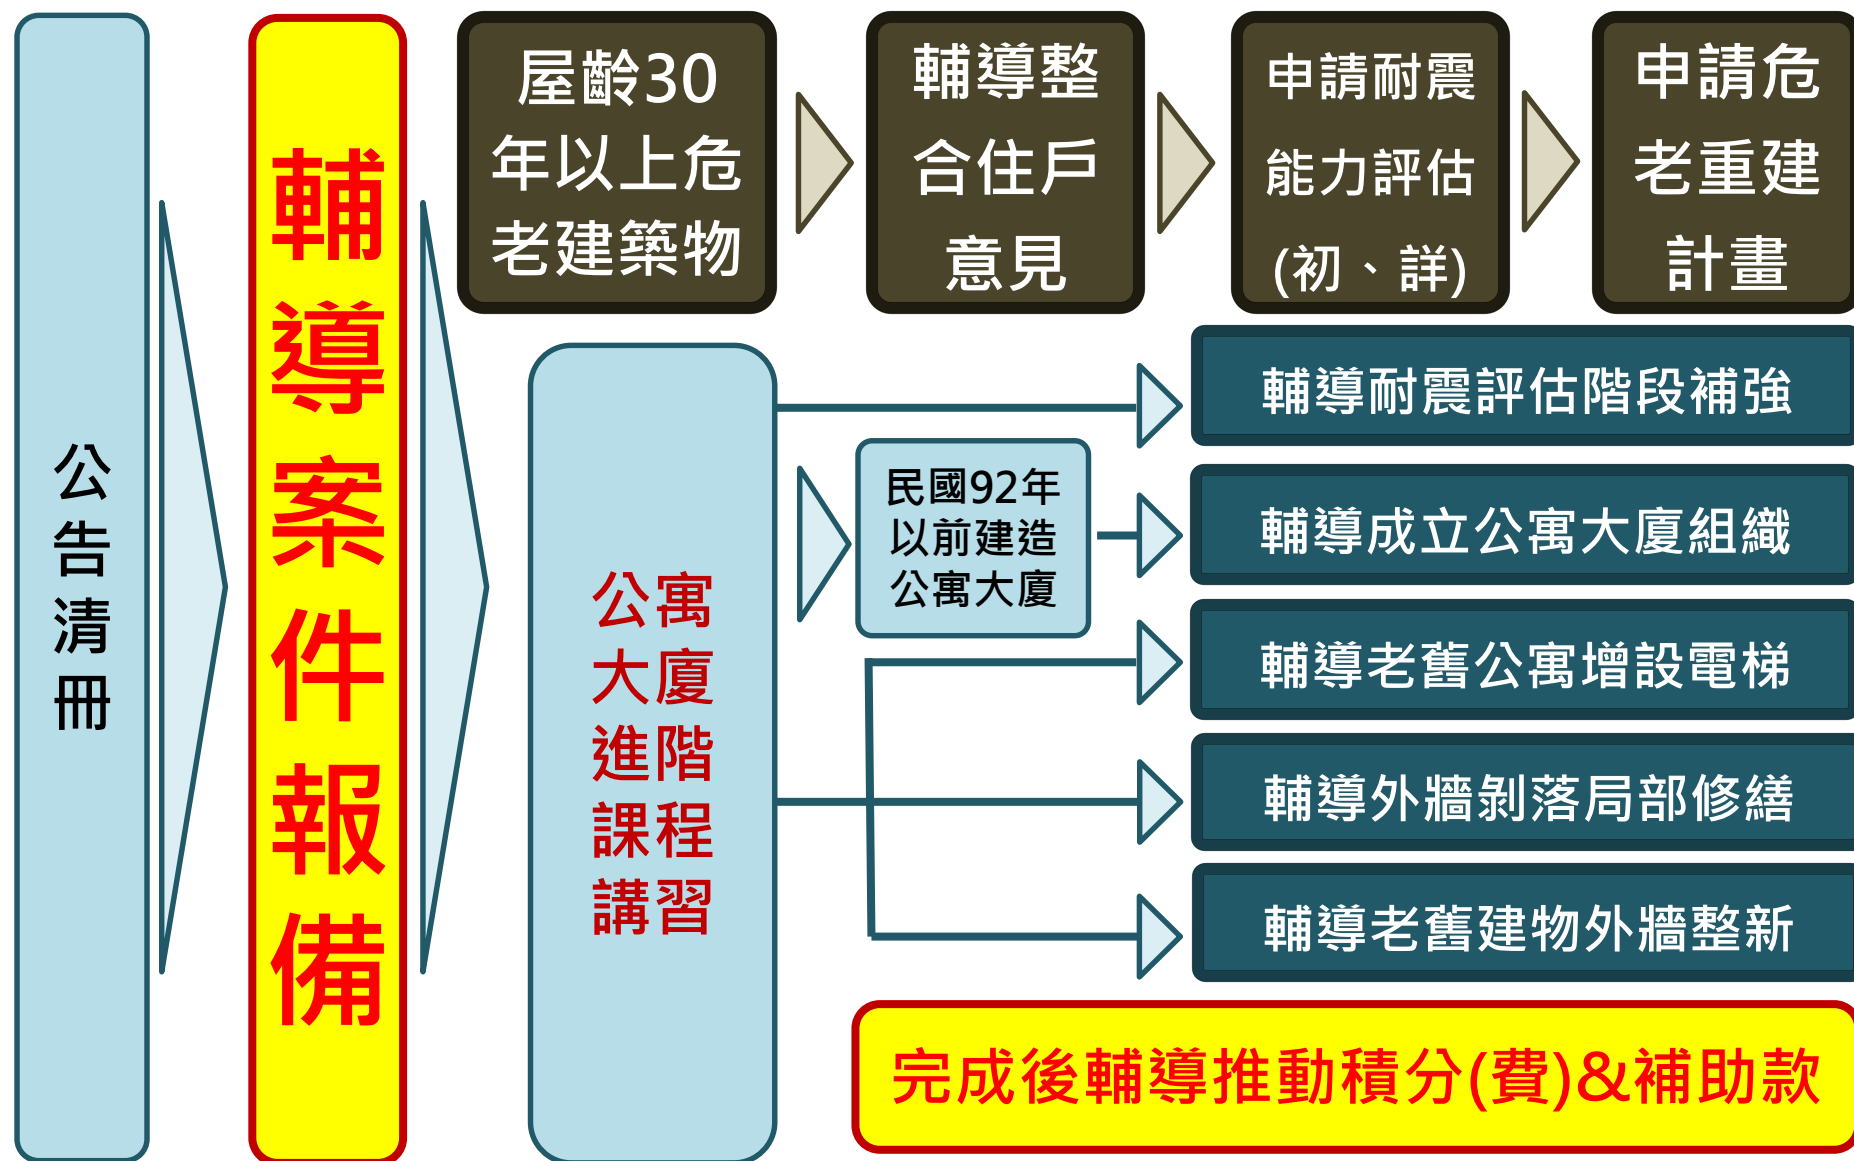 公
告
清
冊
輔
導
案
件
報
備
屋齡30
年以上危
老建築物
輔導整
合住戶
意見
申請耐震
能力評估
(初、詳)
申請危
老重建
計畫
公寓
大廈
進階
課程
講習
民國92年
以前建造
公寓大廈
輔導耐震評估階段補強
輔導成立公寓大廈組織
輔導老舊公寓增設電梯
輔導外牆剝落局部修繕
輔導老舊建物外牆整新
完成後輔導推動積分(費)&補助款